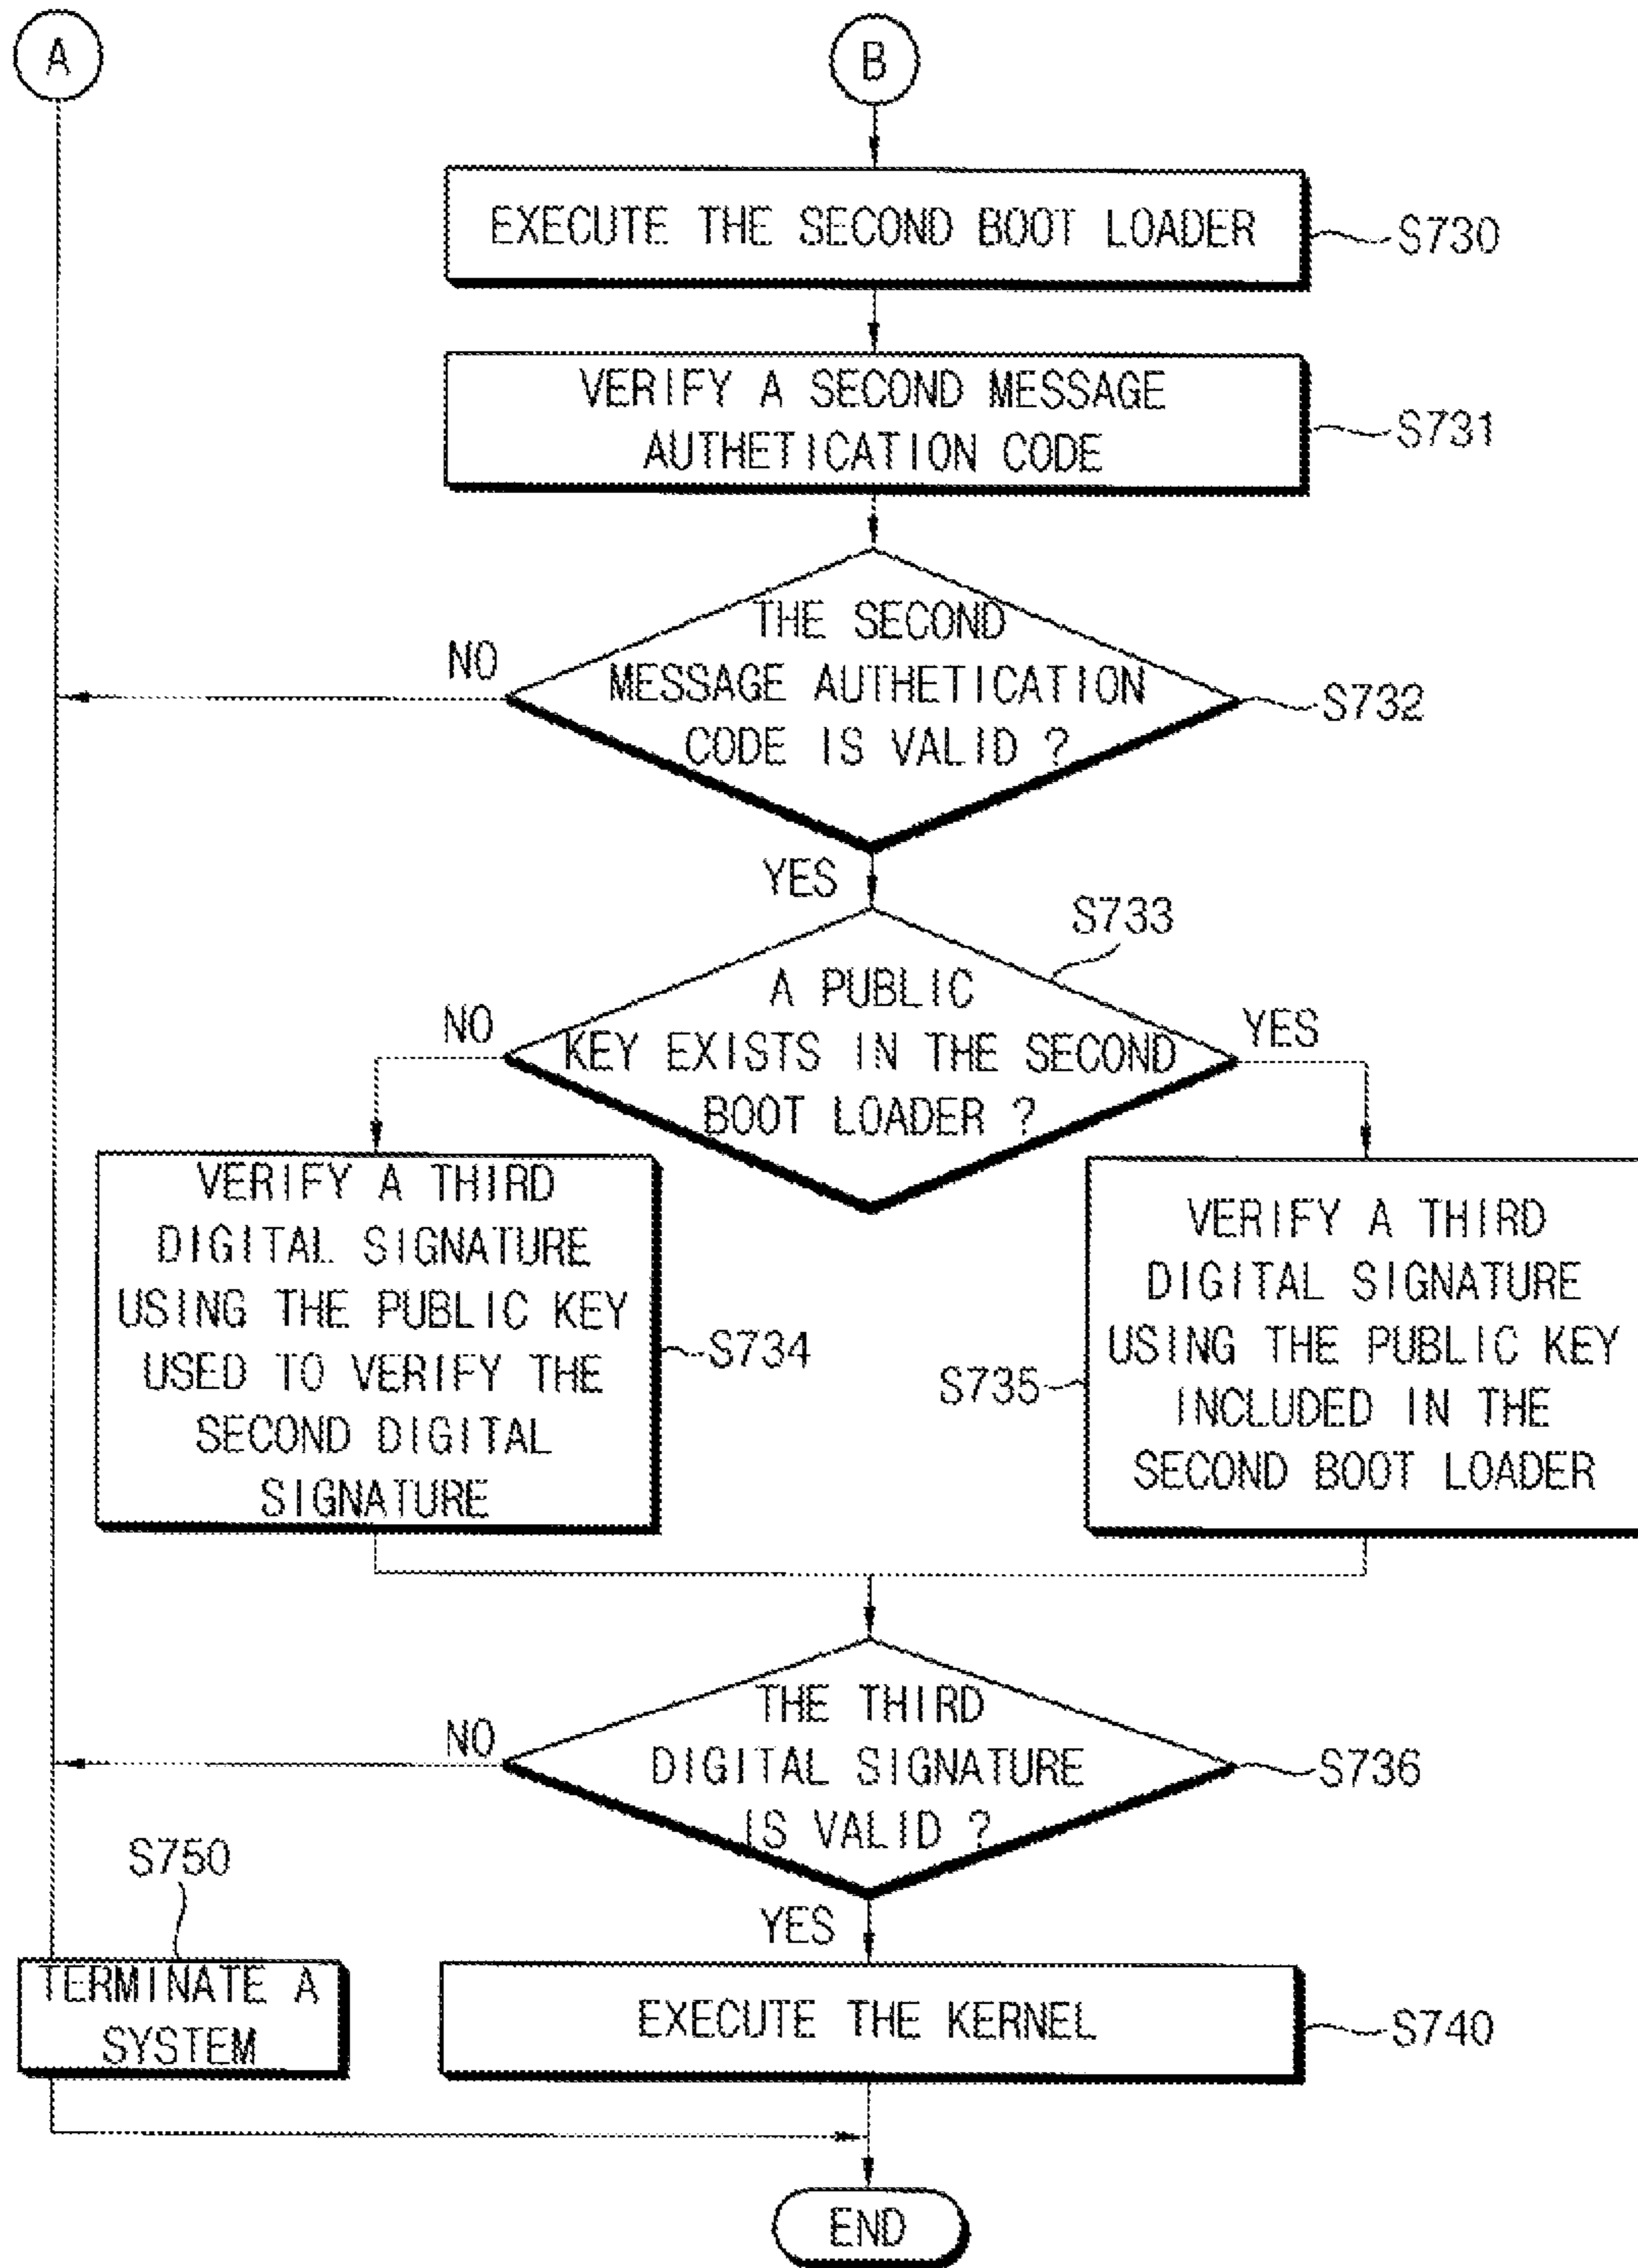 A
B
EXECUTE THE SECOND BOOT LOADER
S730
VERIFY A SECOND MESSAGE
AUTHETICATION CODE
S731
THE SECOND
MESSAGE AUTHETICATION
CODE IS VALID ?
NO
S732
YES
S733
A PUBLIC
KEY EXISTS IN THE SECOND
BOOT LOADER ?
NO
YES
VERIFY A THIRD
DIGITAL SIGNATURE
USING THE PUBLIC KEY
USED TO VERIFY THE
SECOND DIGITAL
SIGNATURE
S734
VERIFY A THIRD
DIGITAL SIGNATURE
USING THE PUBLIC KEY
INCLUDED IN THE
SECOND BOOT LOADER
S735
THE THIRD
DIGITAL SIGNATURE
IS VALID ?
NO
S736
S750
YES
TERMINATE A
SYSTEM
EXECUTE THE KERNEL
S740
END